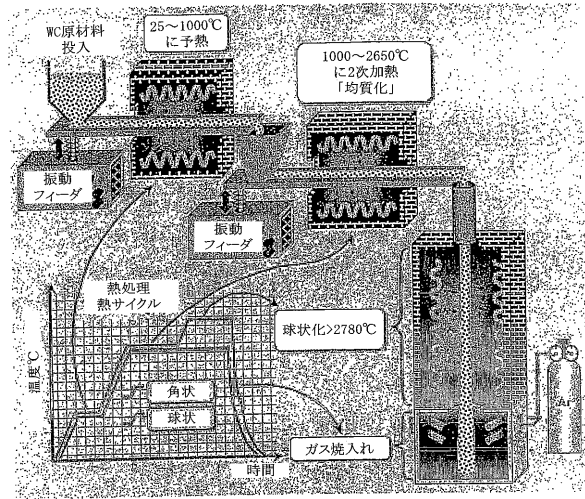 WC原材料
投入
25～1000℃
に予熱
1000～2650℃
に2次加熱
「均質化」
振動
フィーダ
振動
フィーダ
熱処理
熱サイクル
球状化>2780℃
温度℃
角状
球状
時間
ガス焼入れ
Ar